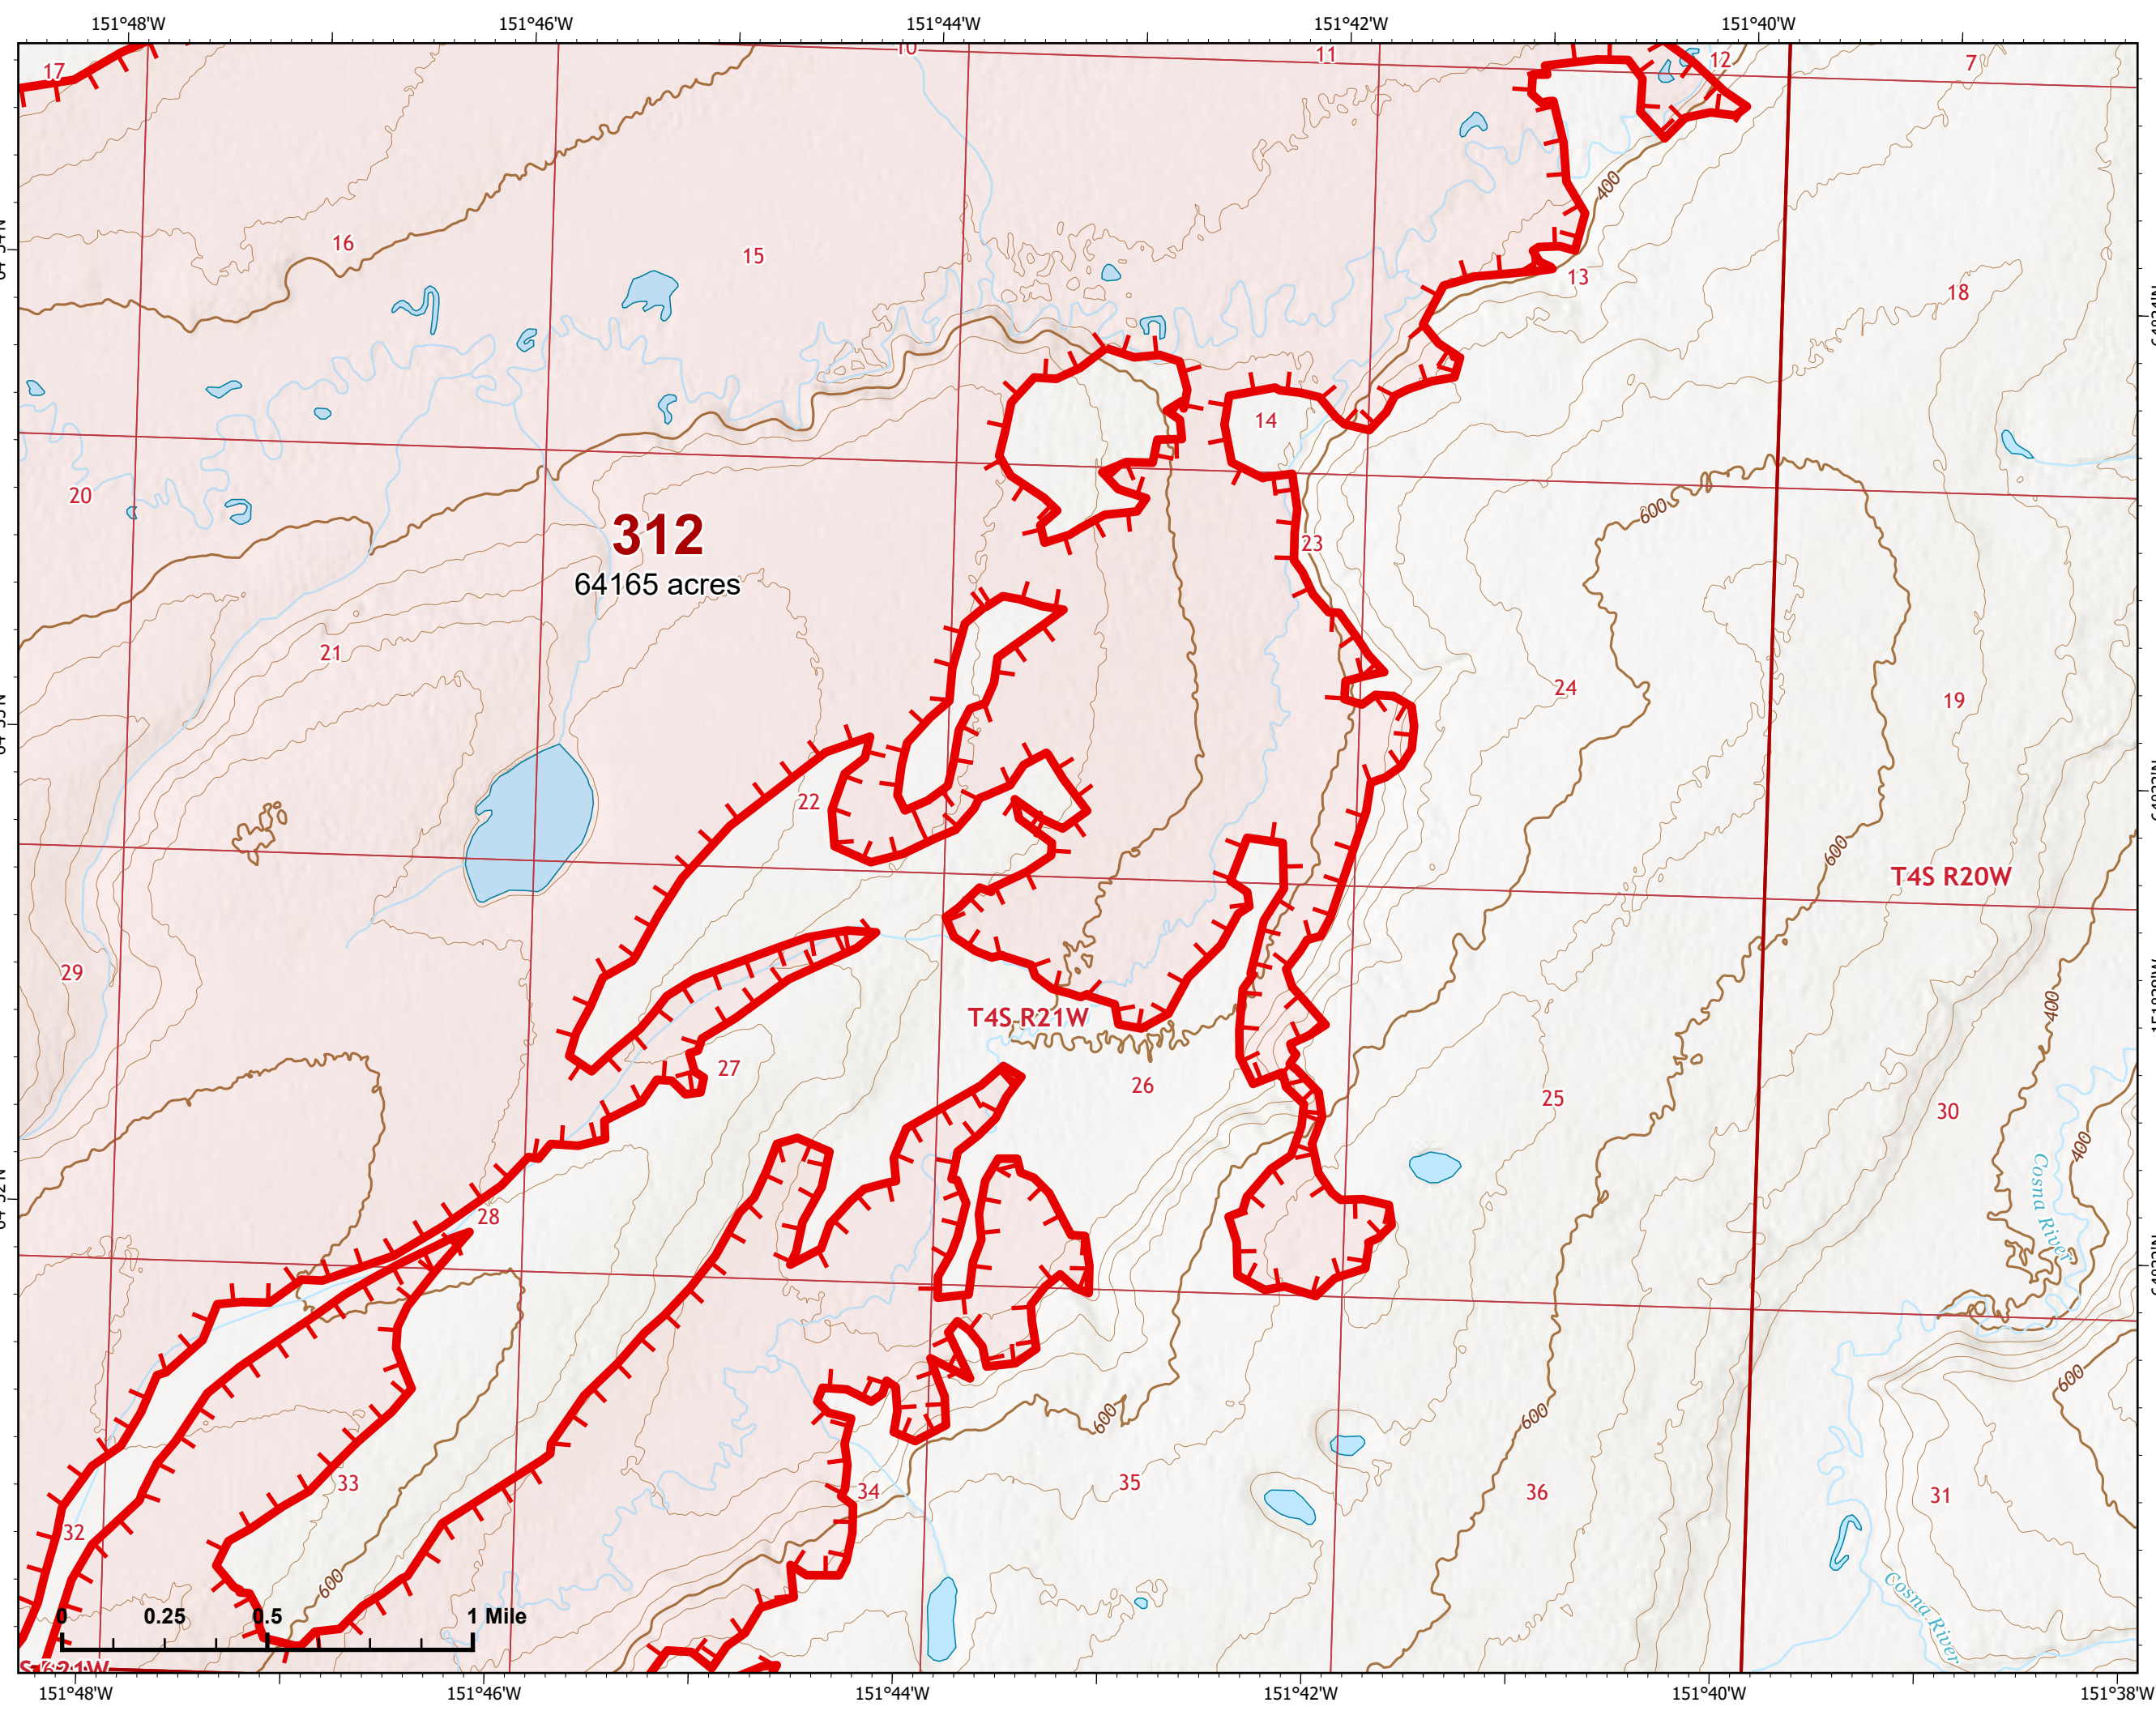 151°48'W 151°46'W 151°44'W 151°42'W 151°40'W
17 10 11 12 7
400
16 15 13 18
14
20 600
312
64165 acres
23
21 24 19
22 600
T4S R20W
29 400
T4S R21W
27 26 25 30
400
Cosna River
28
600
600 600
33 34 35 36 31
32
600
Cosna River
0 0.25 0.5 1 Mile
151°48'W 151°46'W 151°44'W 151°42'W 151°40'W 151°38'W